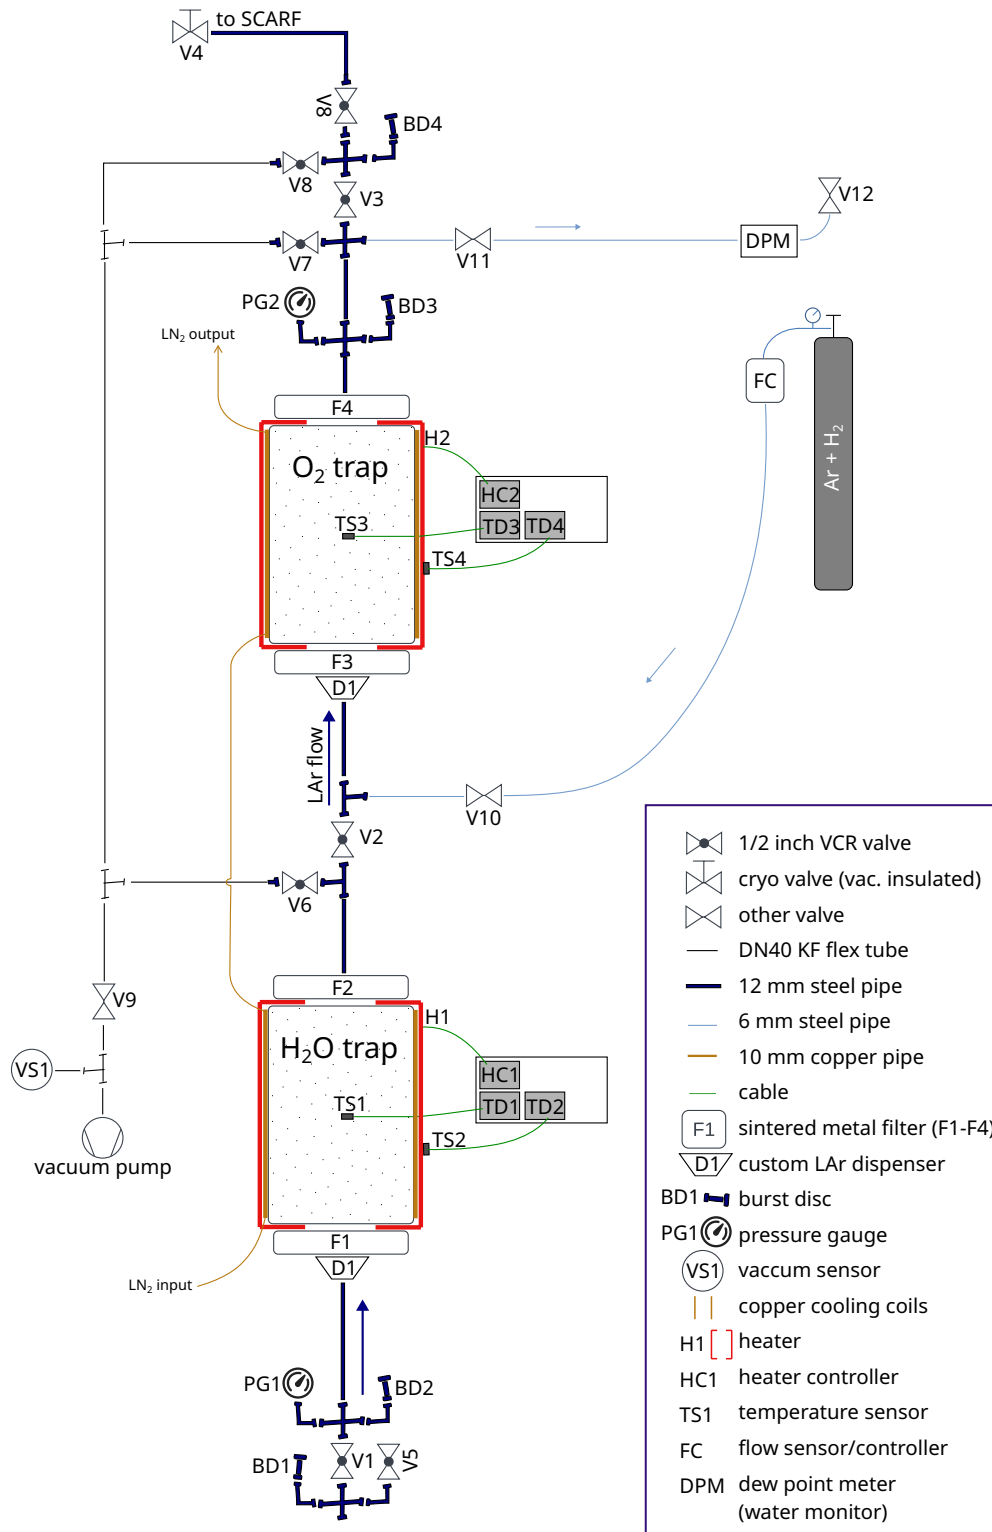 to SCARF
V4
V8
BD4
V8
V3
V12
V7
V11
DPM
PG2
BD3
LN2 output
FC
F4
H2
O2 trap
HC2
TS3
TD3
TD4
TS4
Ar + H2
F3
D1
LAr flow
V10
V2
V6
F2
V9
H1
H2O trap
HC1
VS1
TS1
TD1
TD2
TS2
vacuum pump
F1
D1
LN2 input
PG1
BD2
BD1
V1
V5
1/2 inch VCR valve
cryo valve (vac. insulated)
other valve
DN40 KF flex tube
12 mm steel pipe
6 mm steel pipe
10 mm copper pipe
cable
F1 sintered metal filter (F1-F4)
D1 custom LAr dispenser
BD1 burst disc
PG1 pressure gauge
VS1 vaccum sensor
copper cooling coils
H1 heater
HC1 heater controller
TS1 temperature sensor
FC flow sensor/controller
DPM dew point meter
(water monitor)